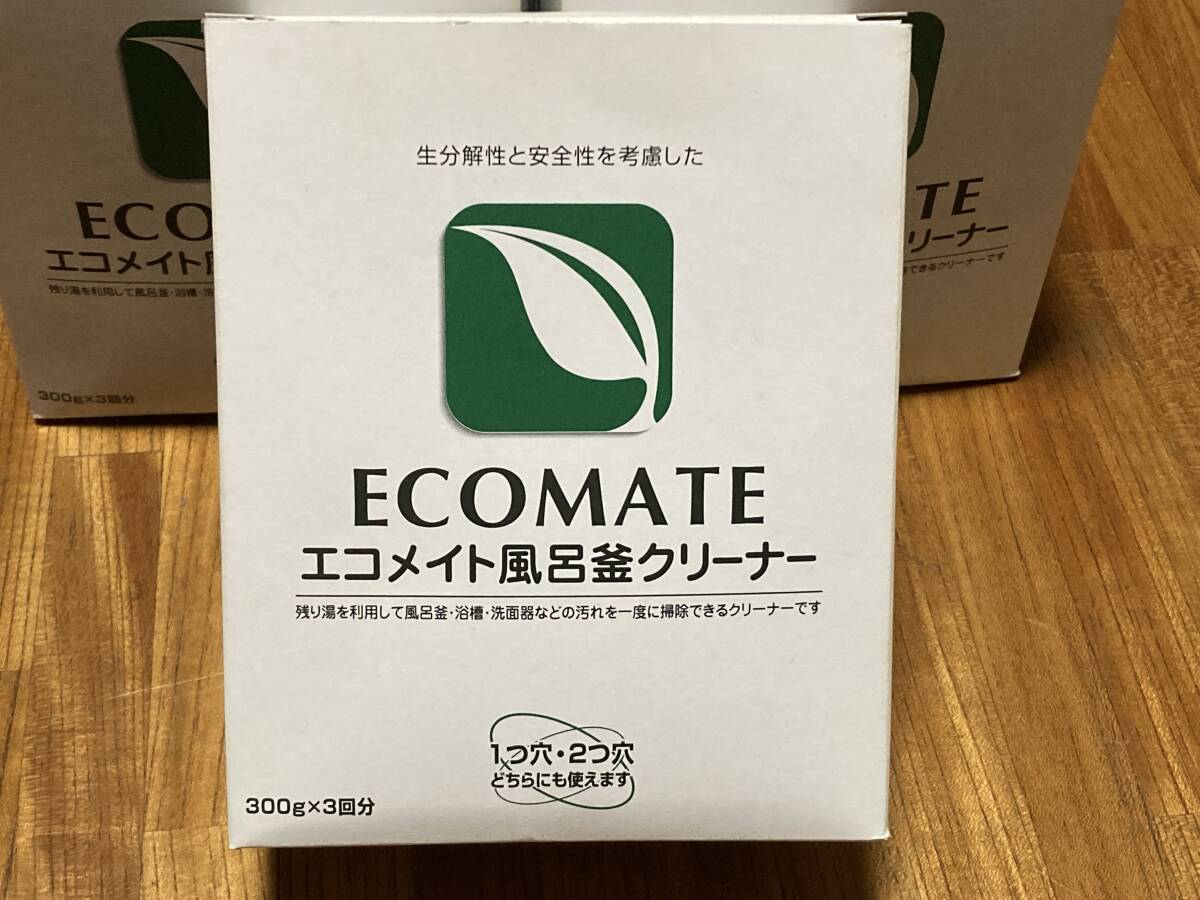 生分解性と安全性を考慮した
ECOMATE
エコメイト風呂釜クリーナー
残り湯を利用して風呂釜・浴槽・洗面器などの汚れを一度に掃除できるクリーナーです
1つ穴・2つ穴
どちらにも使えます
300g×3回分
ECO
エコメイト風
残り湯を利用して風呂釜・浴槽・洗
300g×3回分
TE
リーナー
できるクリーナーです